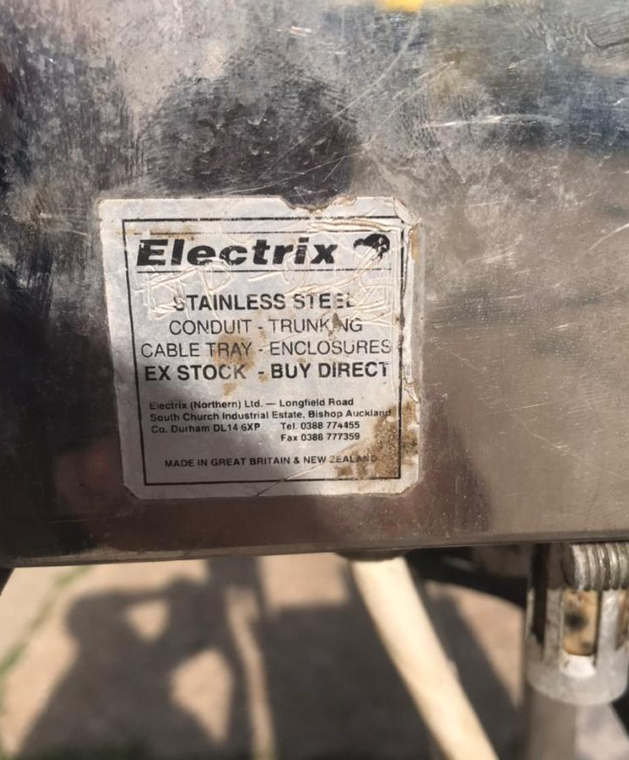 Electrix
STAINLESS STEEL
CONDUIT - TRUNKING
CABLE TRAY - ENCLOSURES
EX STOCK - BUY DIRECT
Electrix (Northern) Ltd. — Longfield Road
South Church Industrial Estate, Bishop Auckland
Co. Durham DL14 6XP Tel. 0388 774455
Fax 0388 777359
MADE IN GREAT BRITAIN & NEW ZEALAND